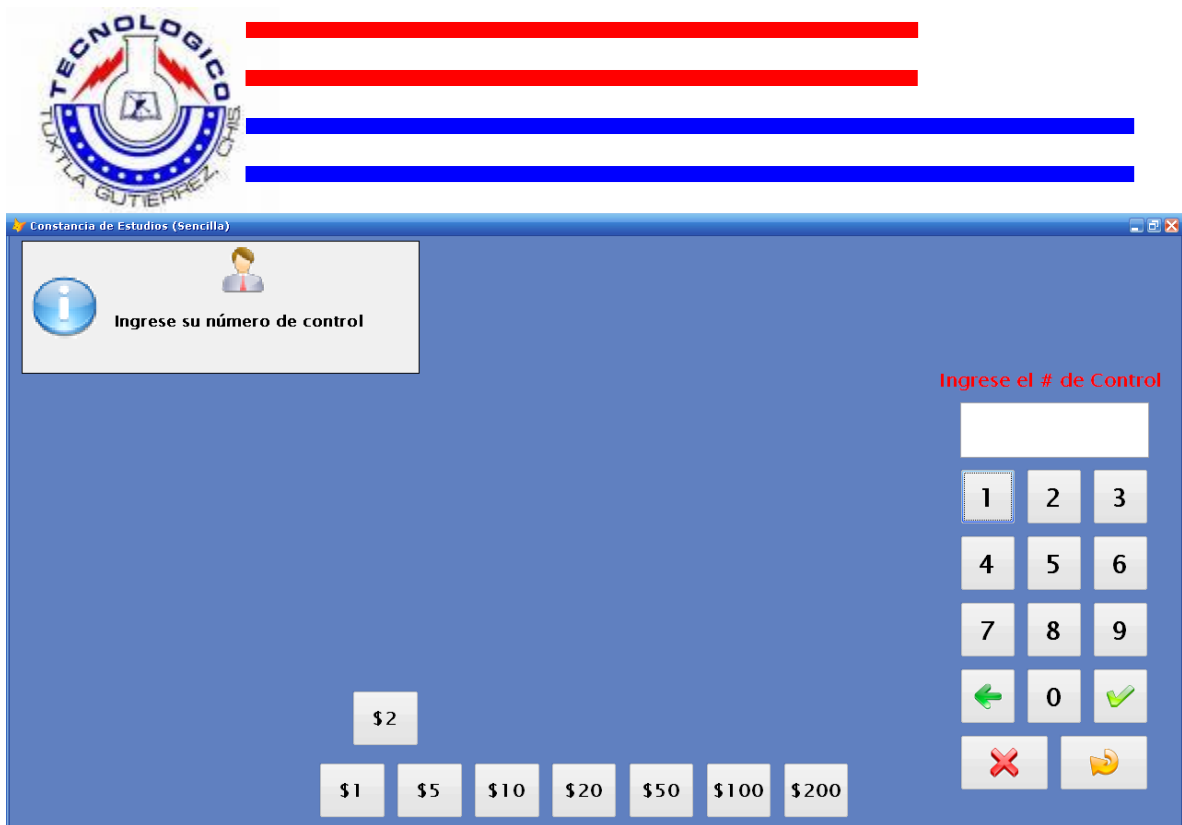 TECNOLOGICO
TUXTLA GUTIERREZ, CHIS.
Constancia de Estudios (Sencilla)
Ingrese su número de control
Ingrese el # de Control
1 2 3
4 5 6
7 8 9
0
$2
$1 $5 $10 $20 $50 $100 $200